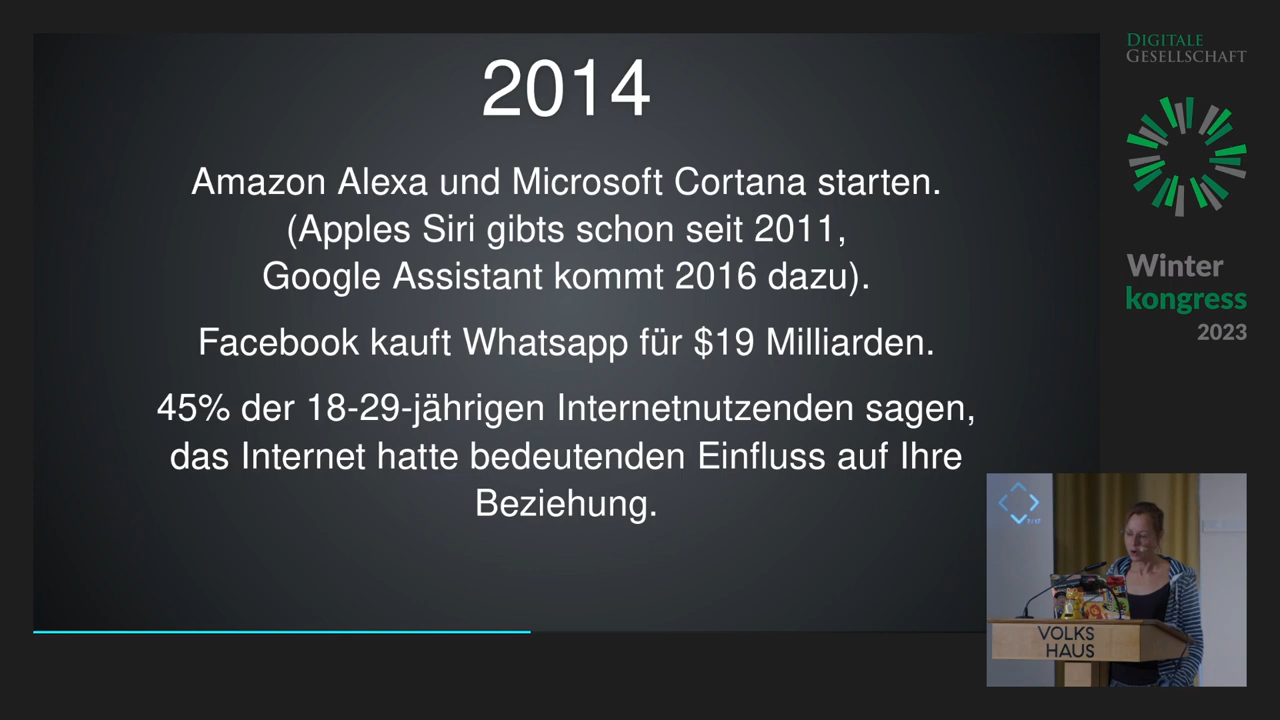 2014
Amazon Alexa und Microsoft Cortana starten.
(Apples Siri gibts schon seit 2011,
Google Assistant kommt 2016 dazu).
Facebook kauft Whatsapp für $19 Milliarden.
45% der 18-29-jährigen Internetnutzenden sagen,
das Internet hatte bedeutenden Einfluss auf Ihre
Beziehung.
DIGITALE
GESELLSCHAFT
Winter
kongress
2023
7/17
VOLKS
HAUS